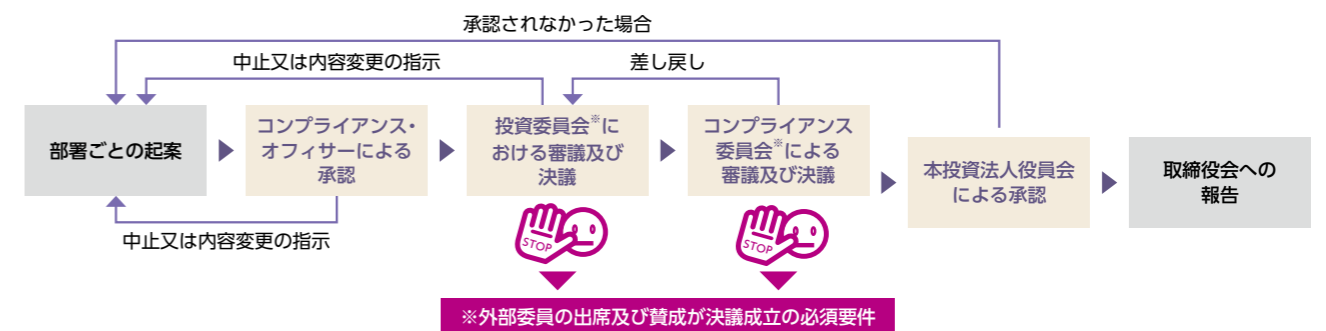 承認されなかった場合
中止又は内容変更の指示
差し戻し
部署ごとの起案
コンプライアンス・
オフィサーによる
承認
投資委員会※に
おける審議及び
決議
コンプライアンス
委員会※による
審議及び決議
本投資法人役員会
による承認
取締役会への
報告
中止又は内容変更の指示
STOP
STOP
※外部委員の出席及び賛成が決議成立の必須要件